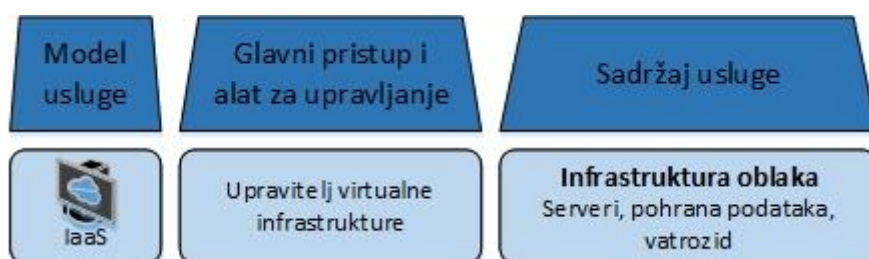 Model
usluge
Glavni pristup i
alat za upravljanje
Sadržaj usluge
IaaS
Upravitelj virtualne
infrastrukture
Infrastruktura oblaka
Serveri, pohrana podataka,
vatrozid